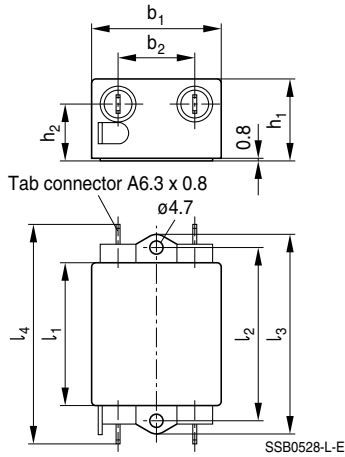 b1
b2
h2
h1
0.8
Tab connector A6.3 x 0.8
ø4.7
l4
l1
l2
l3
SSB0528-L-E